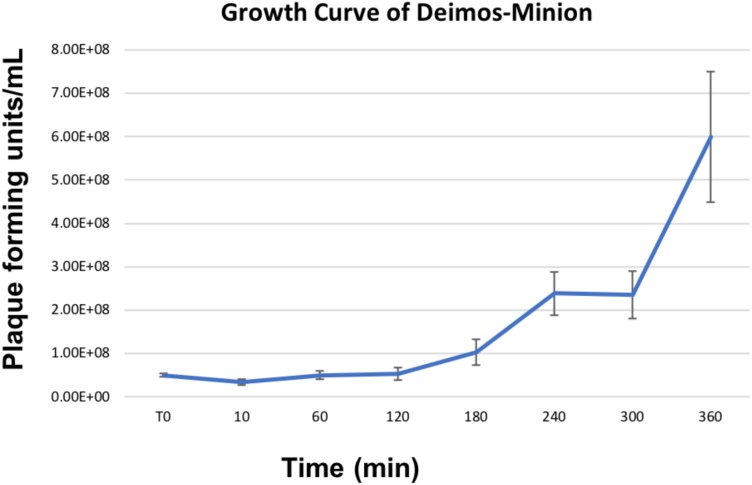 Growth Curve of Deimos-Minion
Plaque forming units/mL
8.00E+08
7.00E+08
6.00E+08
5.00E+08
4.00E+08
3.00E+08
2.00E+08
1.00E+08
0.00E+00
T0 10 60 120 180 240 300 360
Time (min)